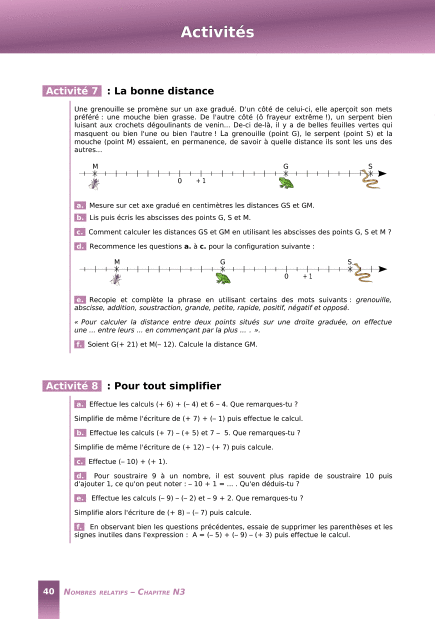 Activités
Activité 7 : La bonne distance
Une grenouille se promène sur un axe gradué. D'un côté de celui-ci, elle aperçoit son mets
préféré : une mouche bien grasse. De l'autre côté (ô frayeur extrême !), un serpent bien
luisant aux crochets dégoulinants de venin... De-ci de-là, il y a de belles feuilles vertes qui
masquent ou bien l'une ou bien l'autre ! La grenouille (point G), le serpent (point S) et la
mouche (point M) essaient, en permanence, de savoir à quelle distance ils sont les uns des
autres...
M G S
0 +1
a. Mesure sur cet axe gradué en centimètres les distances GS et GM.
b. Lis puis écris les abscisses des points G, S et M.
c. Comment calculer les distances GS et GM en utilisant les abscisses des points G, S et M ?
d. Recommence les questions a. à c. pour la configuration suivante :
M G S
0 +1
e. Recopie et complète la phrase en utilisant certains des mots suivants : grenouille,
abscisse, addition, soustraction, grande, petite, rapide, positif, négatif et opposé.
« Pour calculer la distance entre deux points situés sur une droite graduée, on effectue
une ... entre leurs ... en commençant par la plus ... . ».
f. Soient G(+ 21) et M(– 12). Calcule la distance GM.
Activité 8 : Pour tout simplifier
a. Effectue les calculs (+ 6) + (– 4) et 6 – 4. Que remarques-tu ?
Simplifie de même l'écriture de (+ 7) + (– 1) puis effectue le calcul.
b. Effectue les calculs (+ 7) – (+ 5) et 7 – 5. Que remarques-tu ?
Simplifie de même l'écriture de (+ 12) – (+ 7) puis calcule.
c. Effectue (– 10) + (+ 1).
d. Pour soustraire 9 à un nombre, il est souvent plus rapide de soustraire 10 puis
d'ajouter 1, ce qu'on peut noter : – 10 + 1 = ... . Qu'en déduis-tu ?
e. Effectue les calculs (– 9) – (– 2) et – 9 + 2. Que remarques-tu ?
Simplifie alors l'écriture de (+ 8) – (– 7) puis calcule.
f. En observant bien les questions précédentes, essaie de supprimer les parenthèses et les
signes inutiles dans l'expression : A = (– 5) + (– 9) – (+ 3) puis effectue le calcul.
40 NOMBRES RELATIFS – CHAPITRE N3